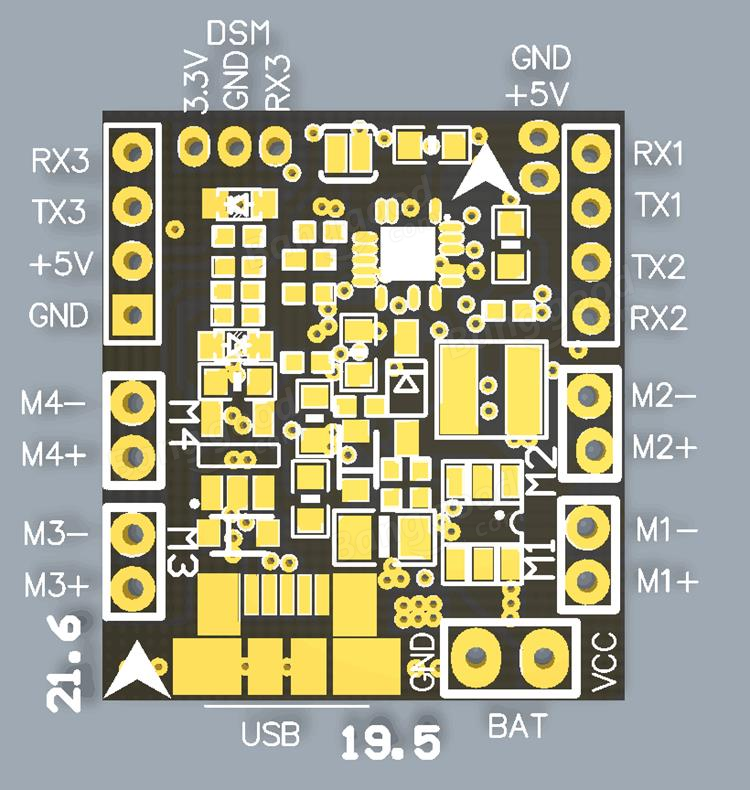 DSM
3.3V
GND
RX3
GND
+5V
RX3
TX3
+5V
GND
RX1
TX1
TX2
RX2
M4-
M4+
M4
M3-
M3+
M3
M2-
M2+
M2
M1-
M1+
M1
21.6
GND
VCC
USB
19.5
BAT
Banggood